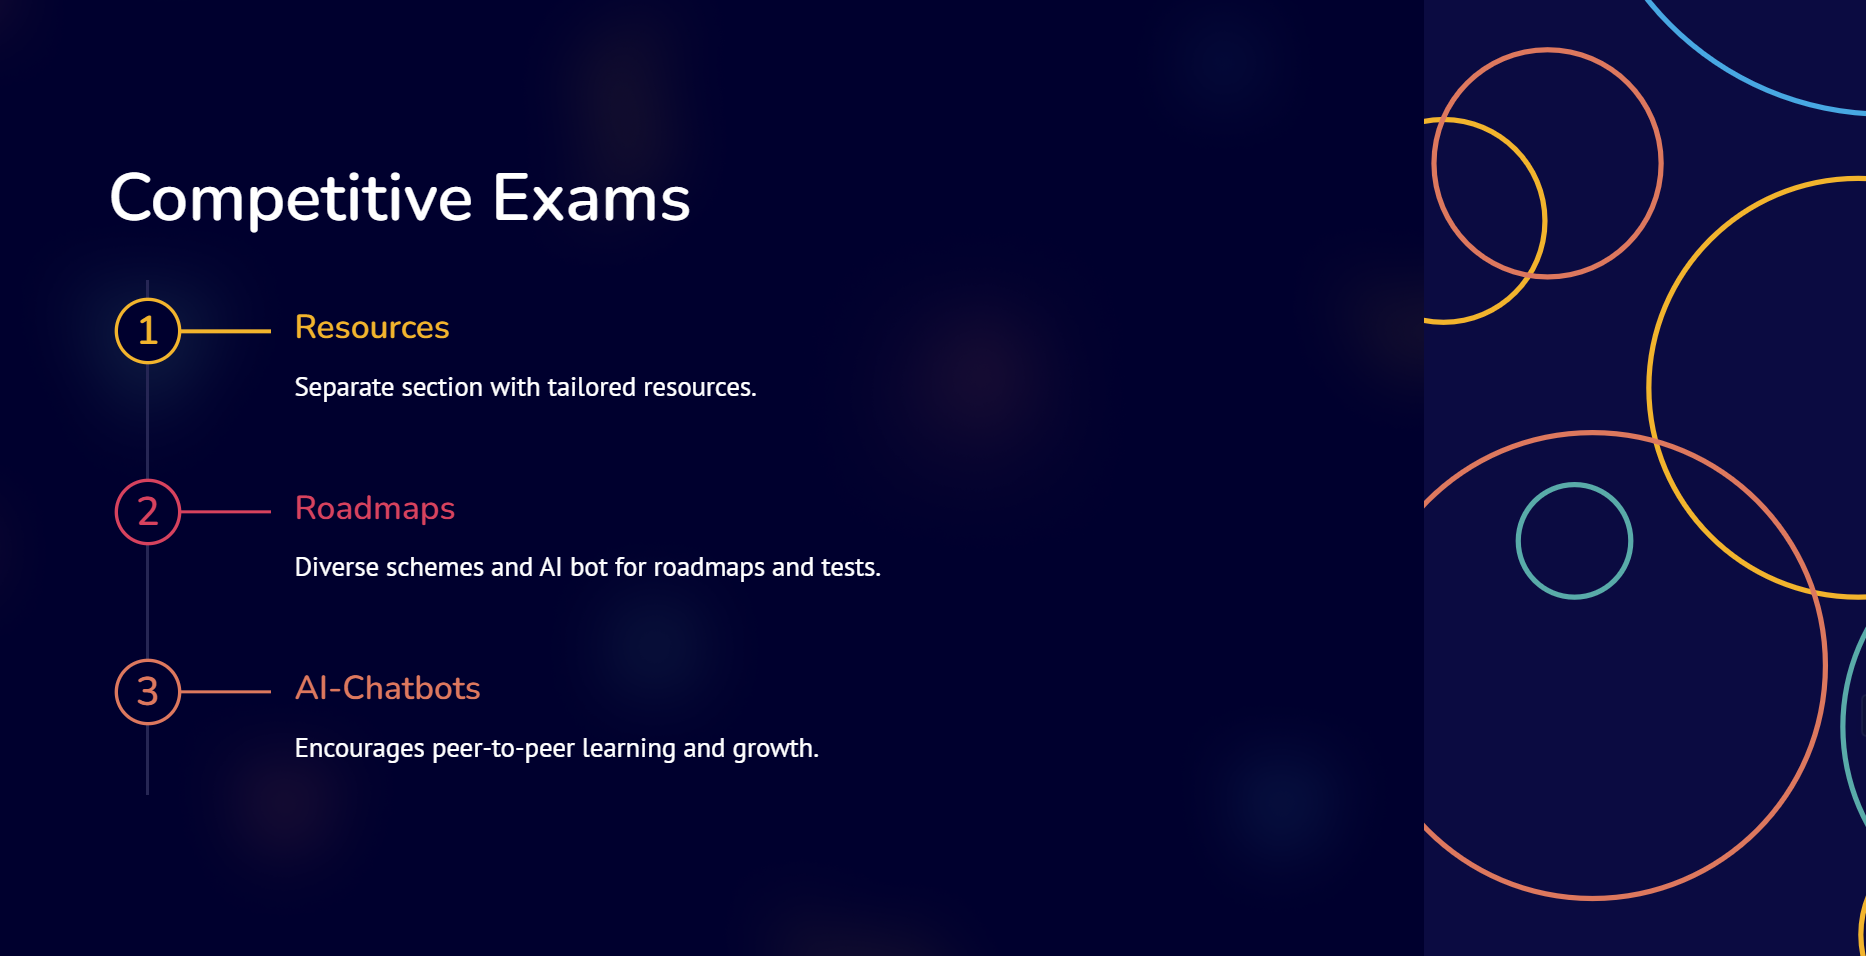 Competitive Exams
1
Resources
Separate section with tailored resources.
2
Roadmaps
Diverse schemes and AI bot for roadmaps and tests.
3
AI-Chatbots
Encourages peer-to-peer learning and growth.